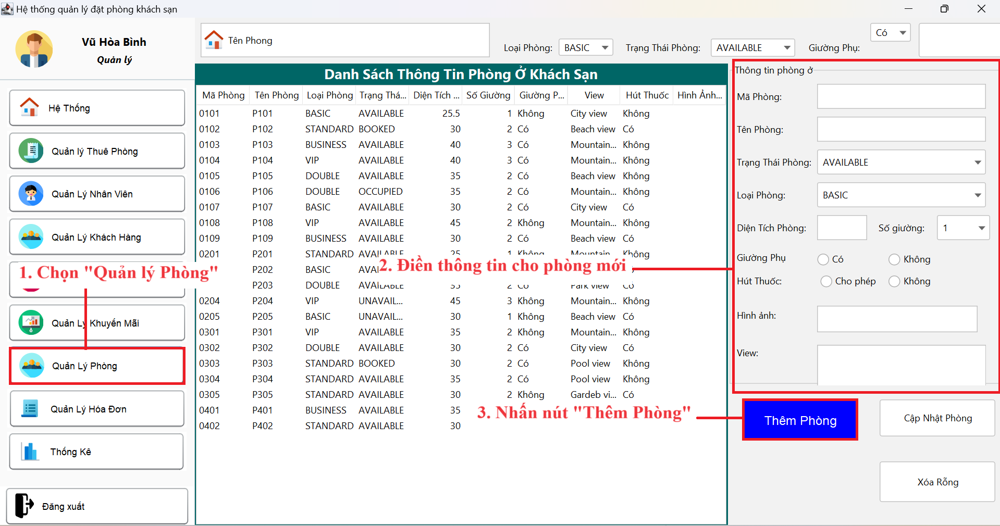 Hệ thống quản lý đặt phòng khách sạn
Vũ Hòa Bình
Quản lý
Hệ Thống
Quản lý Thuê Phòng
Quản Lý Nhân Viên
Quản Lý Khách Hàng
1. Chọn "Quản lý Phòng"
Quản Lý Khuyến Mãi
Quản Lý Phòng
Quản Lý Hóa Đơn
Thống Kê
Đăng xuất
Tên Phong
Loại Phòng: BASIC Trạng Thái Phòng: AVAILABLE Giường Phụ: Có
Danh Sách Thông Tin Phòng Ở Khách Sạn
Mã Phòng Tên Phòng Loại Phòng Trạng Thá... Diện Tích ... Số Giường Giường P... View Hút Thuốc Hình Ảnh...
0101 P101 BASIC AVAILABLE 25.5 1 Không City view Không
0102 P102 STANDARD BOOKED 30 2 Có Beach view Có
0103 P103 BUSINESS AVAILABLE 40 3 Có Mountain... Không
0104 P104 VIP AVAILABLE 40 3 Có Mountain... Không
0105 P105 DOUBLE AVAILABLE 35 2 Có Beach view Không
0106 P106 DOUBLE OCCUPIED 35 2 Có Mountain... Không
0107 P107 BASIC AVAILABLE 30 2 Có City view Có
0108 P108 VIP AVAILABLE 45 2 Không Mountain... Không
0109 P109 BUSINESS AVAILABLE 30 2 Có Beach view Có
0201 P201 STANDARD AVAILABLE 25 1 Không Mountain... Không
P202 BASIC
2. Điền thông tin cho phòng mới
P203 DOUBLE AVAILABLE 35 2 Có Park view Có
0204 P204 VIP UNAVAIL... 45 3 Không Mountain... Không
0205 P205 BASIC UNAVAIL... 30 1 Không Beach view Có
0301 P301 VIP AVAILABLE 35 2 Không Mountain... Không
0302 P302 DOUBLE AVAILABLE 30 2 Có City view Có
0303 P303 STANDARD BOOKED 30 2 Có Pool view Không
0304 P304 STANDARD AVAILABLE 35 2 Có Pool view Không
0305 P305 STANDARD AVAILABLE 30 2 Không Gardeb vi... Có
0401 P401 BUSINESS AVAILABLE 35
3. Nhấn nút "Thêm Phòng"
0402 P402 STANDARD AVAILABLE 30
Thông tin phòng ở
Mã Phòng:
Tên Phòng:
Trạng Thái Phòng: AVAILABLE
Loại Phòng: BASIC
Diện Tích Phòng: Số giường: 1
Giường Phụ Có Không
Hút Thuốc: Cho phép Không
Hình ảnh:
View:
Thêm Phòng
Cập Nhật Phòng
Xóa Rỗng